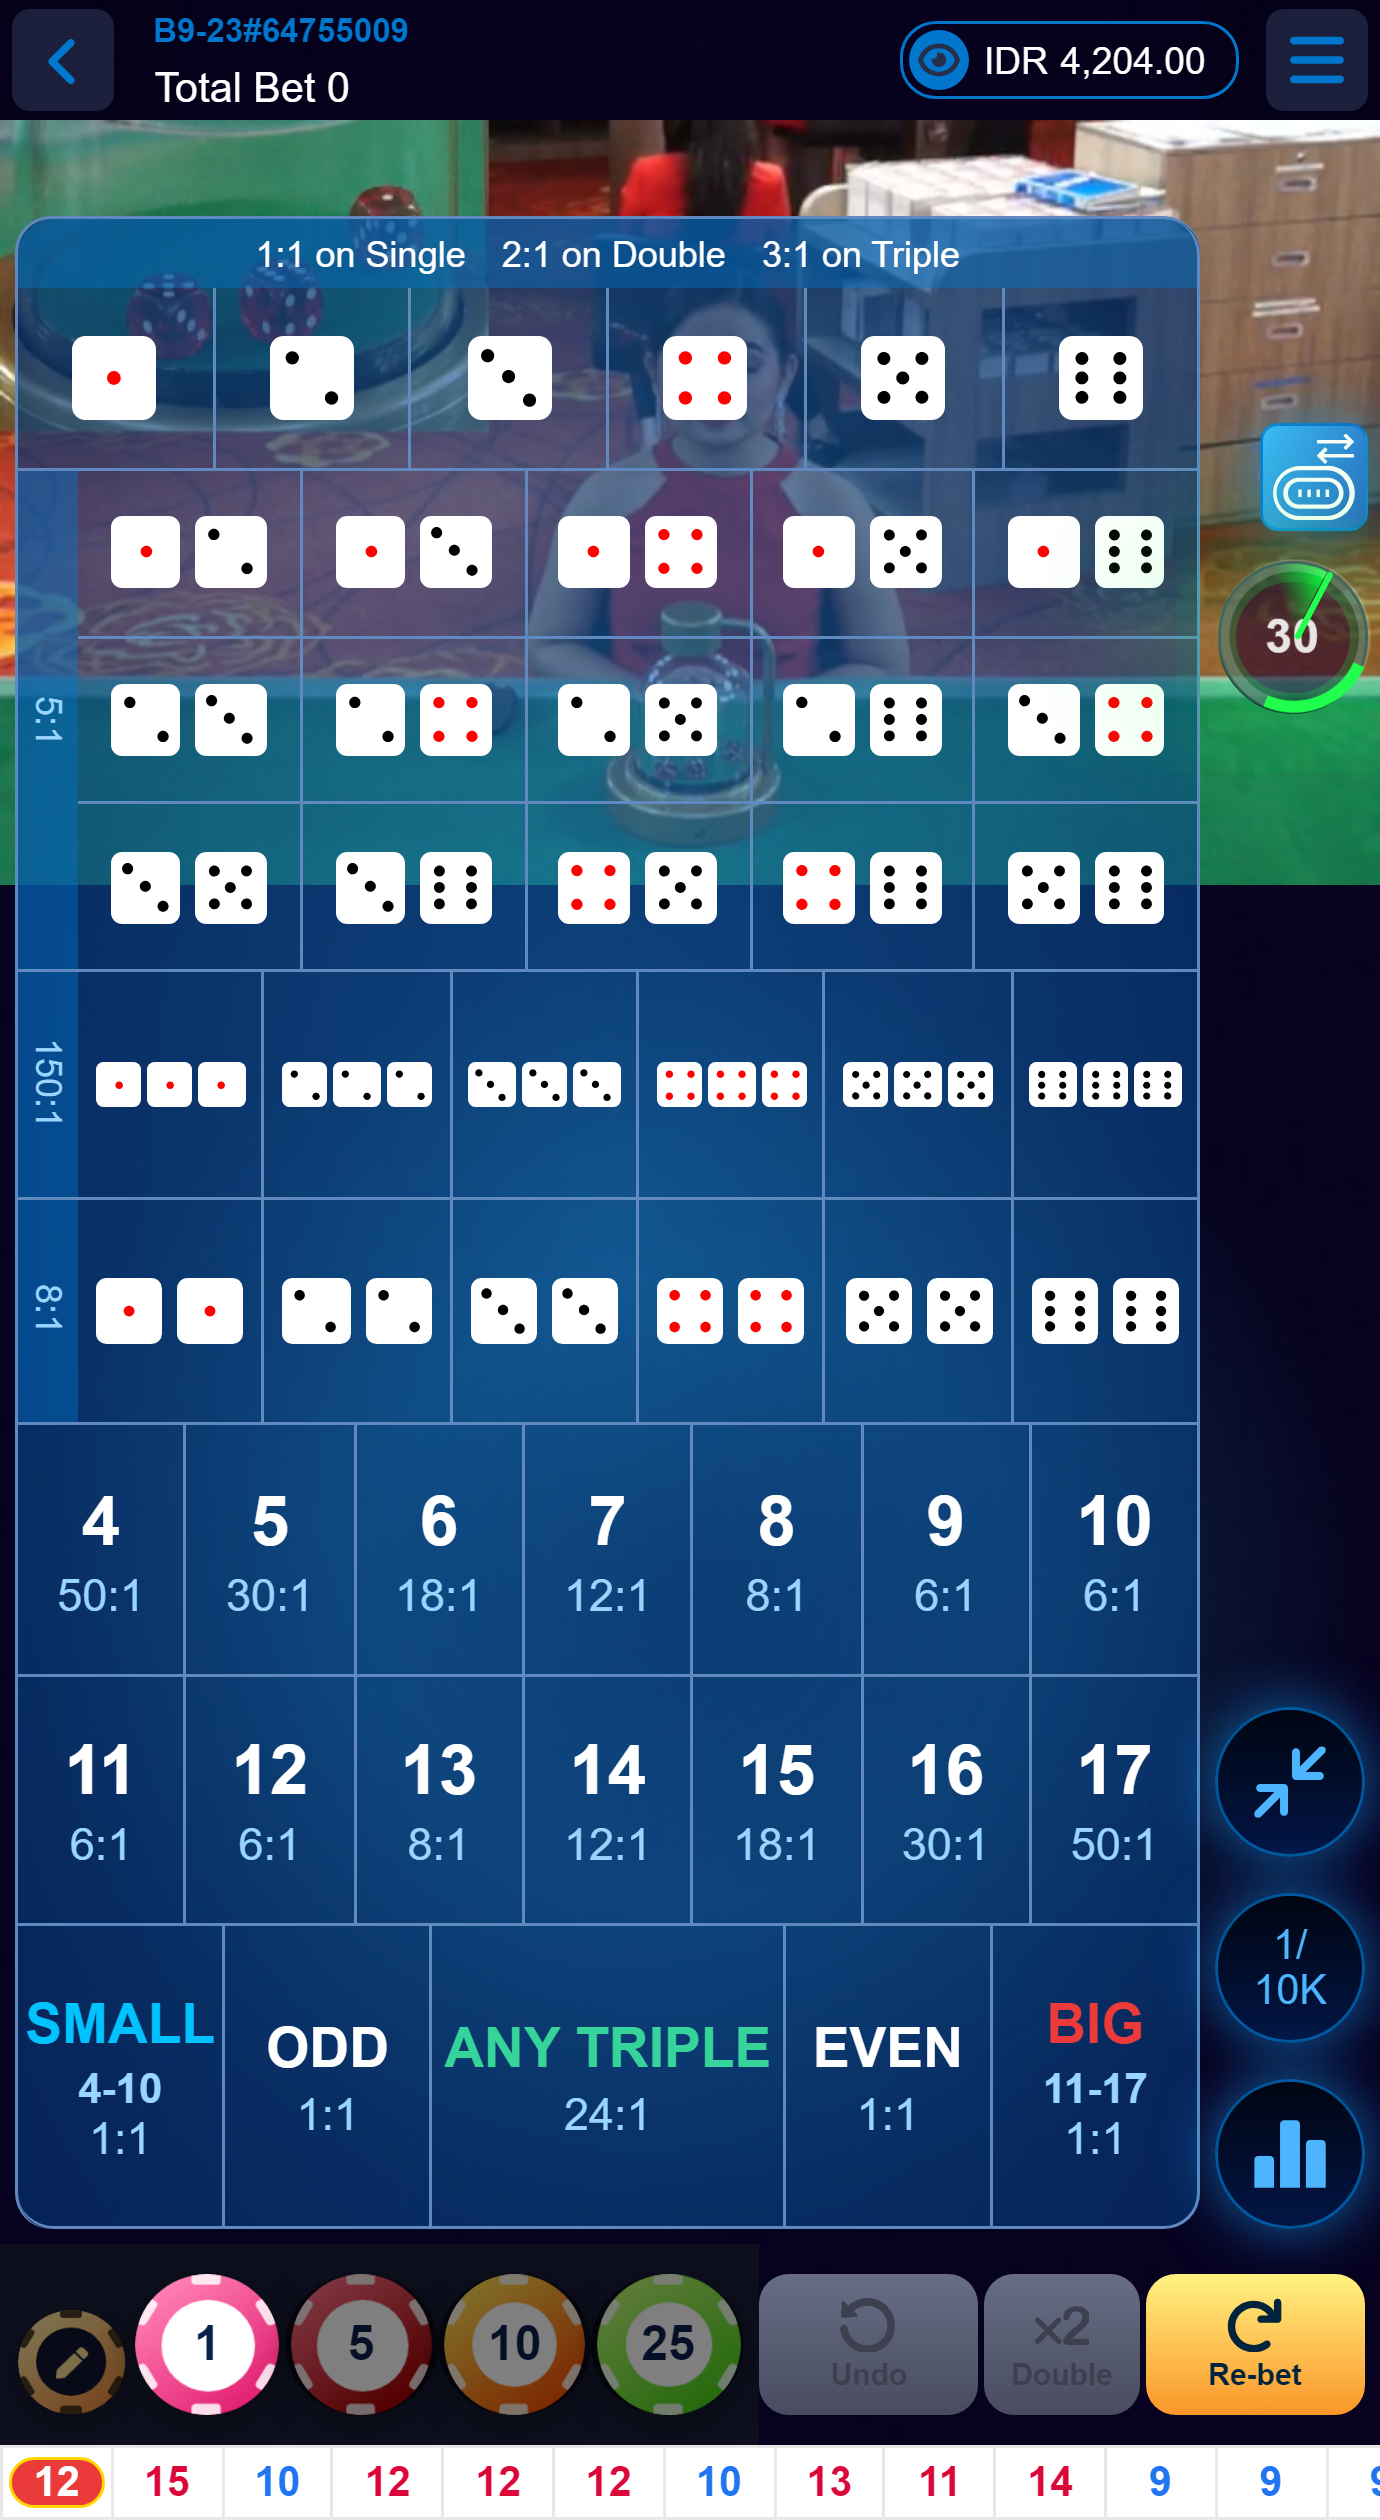 B9-23#64755009
Total Bet 0
IDR 4,204.00
1:1 on Single 2:1 on Double 3:1 on Triple
30
5:1
150:1
8:1
4 5 6 7 8 9 10
50:1 30:1 18:1 12:1 8:1 6:1 6:1
11 12 13 14 15 16 17
6:1 6:1 8:1 12:1 18:1 30:1 50:1
SMALL
4-10
1:1
ODD
1:1
ANY TRIPLE
24:1
EVEN
1:1
BIG
11-17
1:1
1/
10K
1 5 10 25
Undo
x2
Double
Re-bet
12 15 10 12 12 12 10 13 11 14 9 9